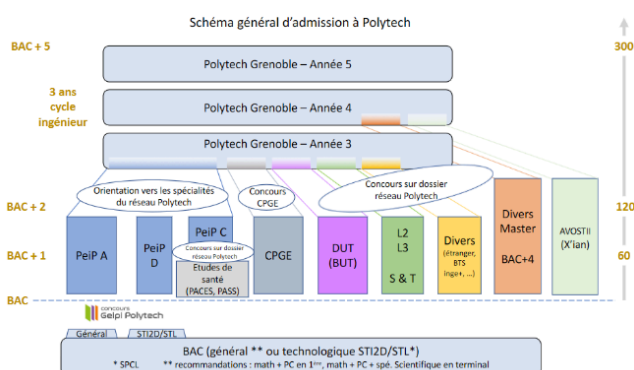 Schéma général d'admission à Polytech
BAC + 5
300
Polytech Grenoble – Année 5
3 ans
cycle
ingénieur
Polytech Grenoble – Année 4
Polytech Grenoble – Année 3
Orientation vers les spécialités
du réseau Polytech
Concours
CPGE
Concours sur dossier
réseau Polytech
BAC + 2
120
PeiP A
PeiP
D
PeiP C
Concours sur dossier
réseau Polytech
Etudes de
santé
(PACES, PASS)
CPGE
DUT
(BUT)
L2
L3
S & T
Divers
(étranger,
BTS
inge+, ...)
Divers
Master
BAC+4
AVOSTII
(X'ian)
BAC + 1
60
BAC
concours
Geipi Polytech
Général
STI2D/STL
BAC (général ** ou technologique STI2D/STL*)
* SPCL ** recommandations : math + PC en 1ère, math + PC + spé. Scientifique en terminal